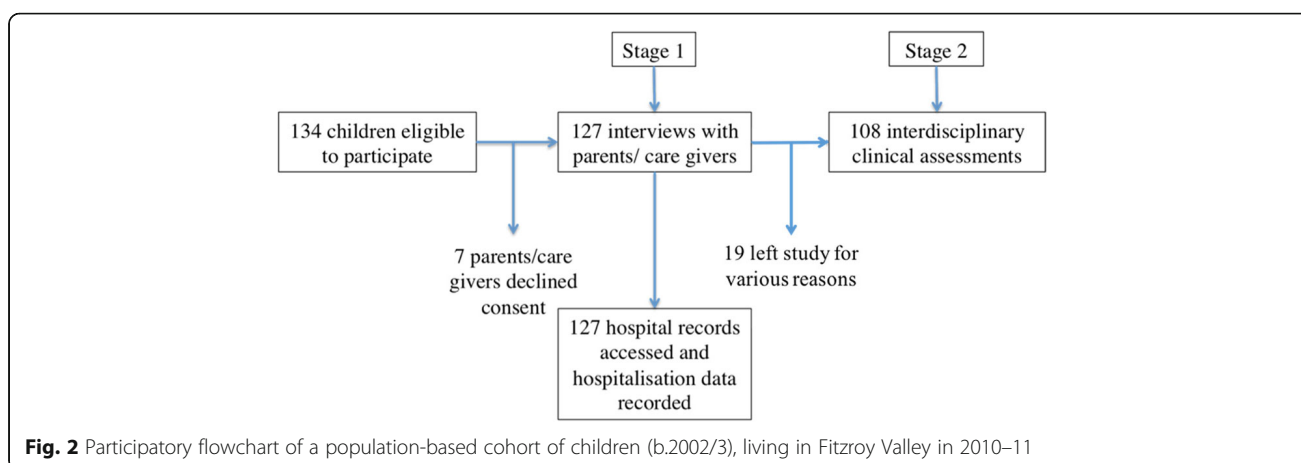 Stage 1
Stage 2
134 children eligible
to participate
127 interviews with
parents/ care givers
108 interdisciplinary
clinical assessments
7 parents/care
givers declined
consent
19 left study for
various reasons
127 hospital records
accessed and
hospitalisation data
recorded
Fig. 2 Participatory flowchart of a population-based cohort of children (b.2002/3), living in Fitzroy Valley in 2010–11